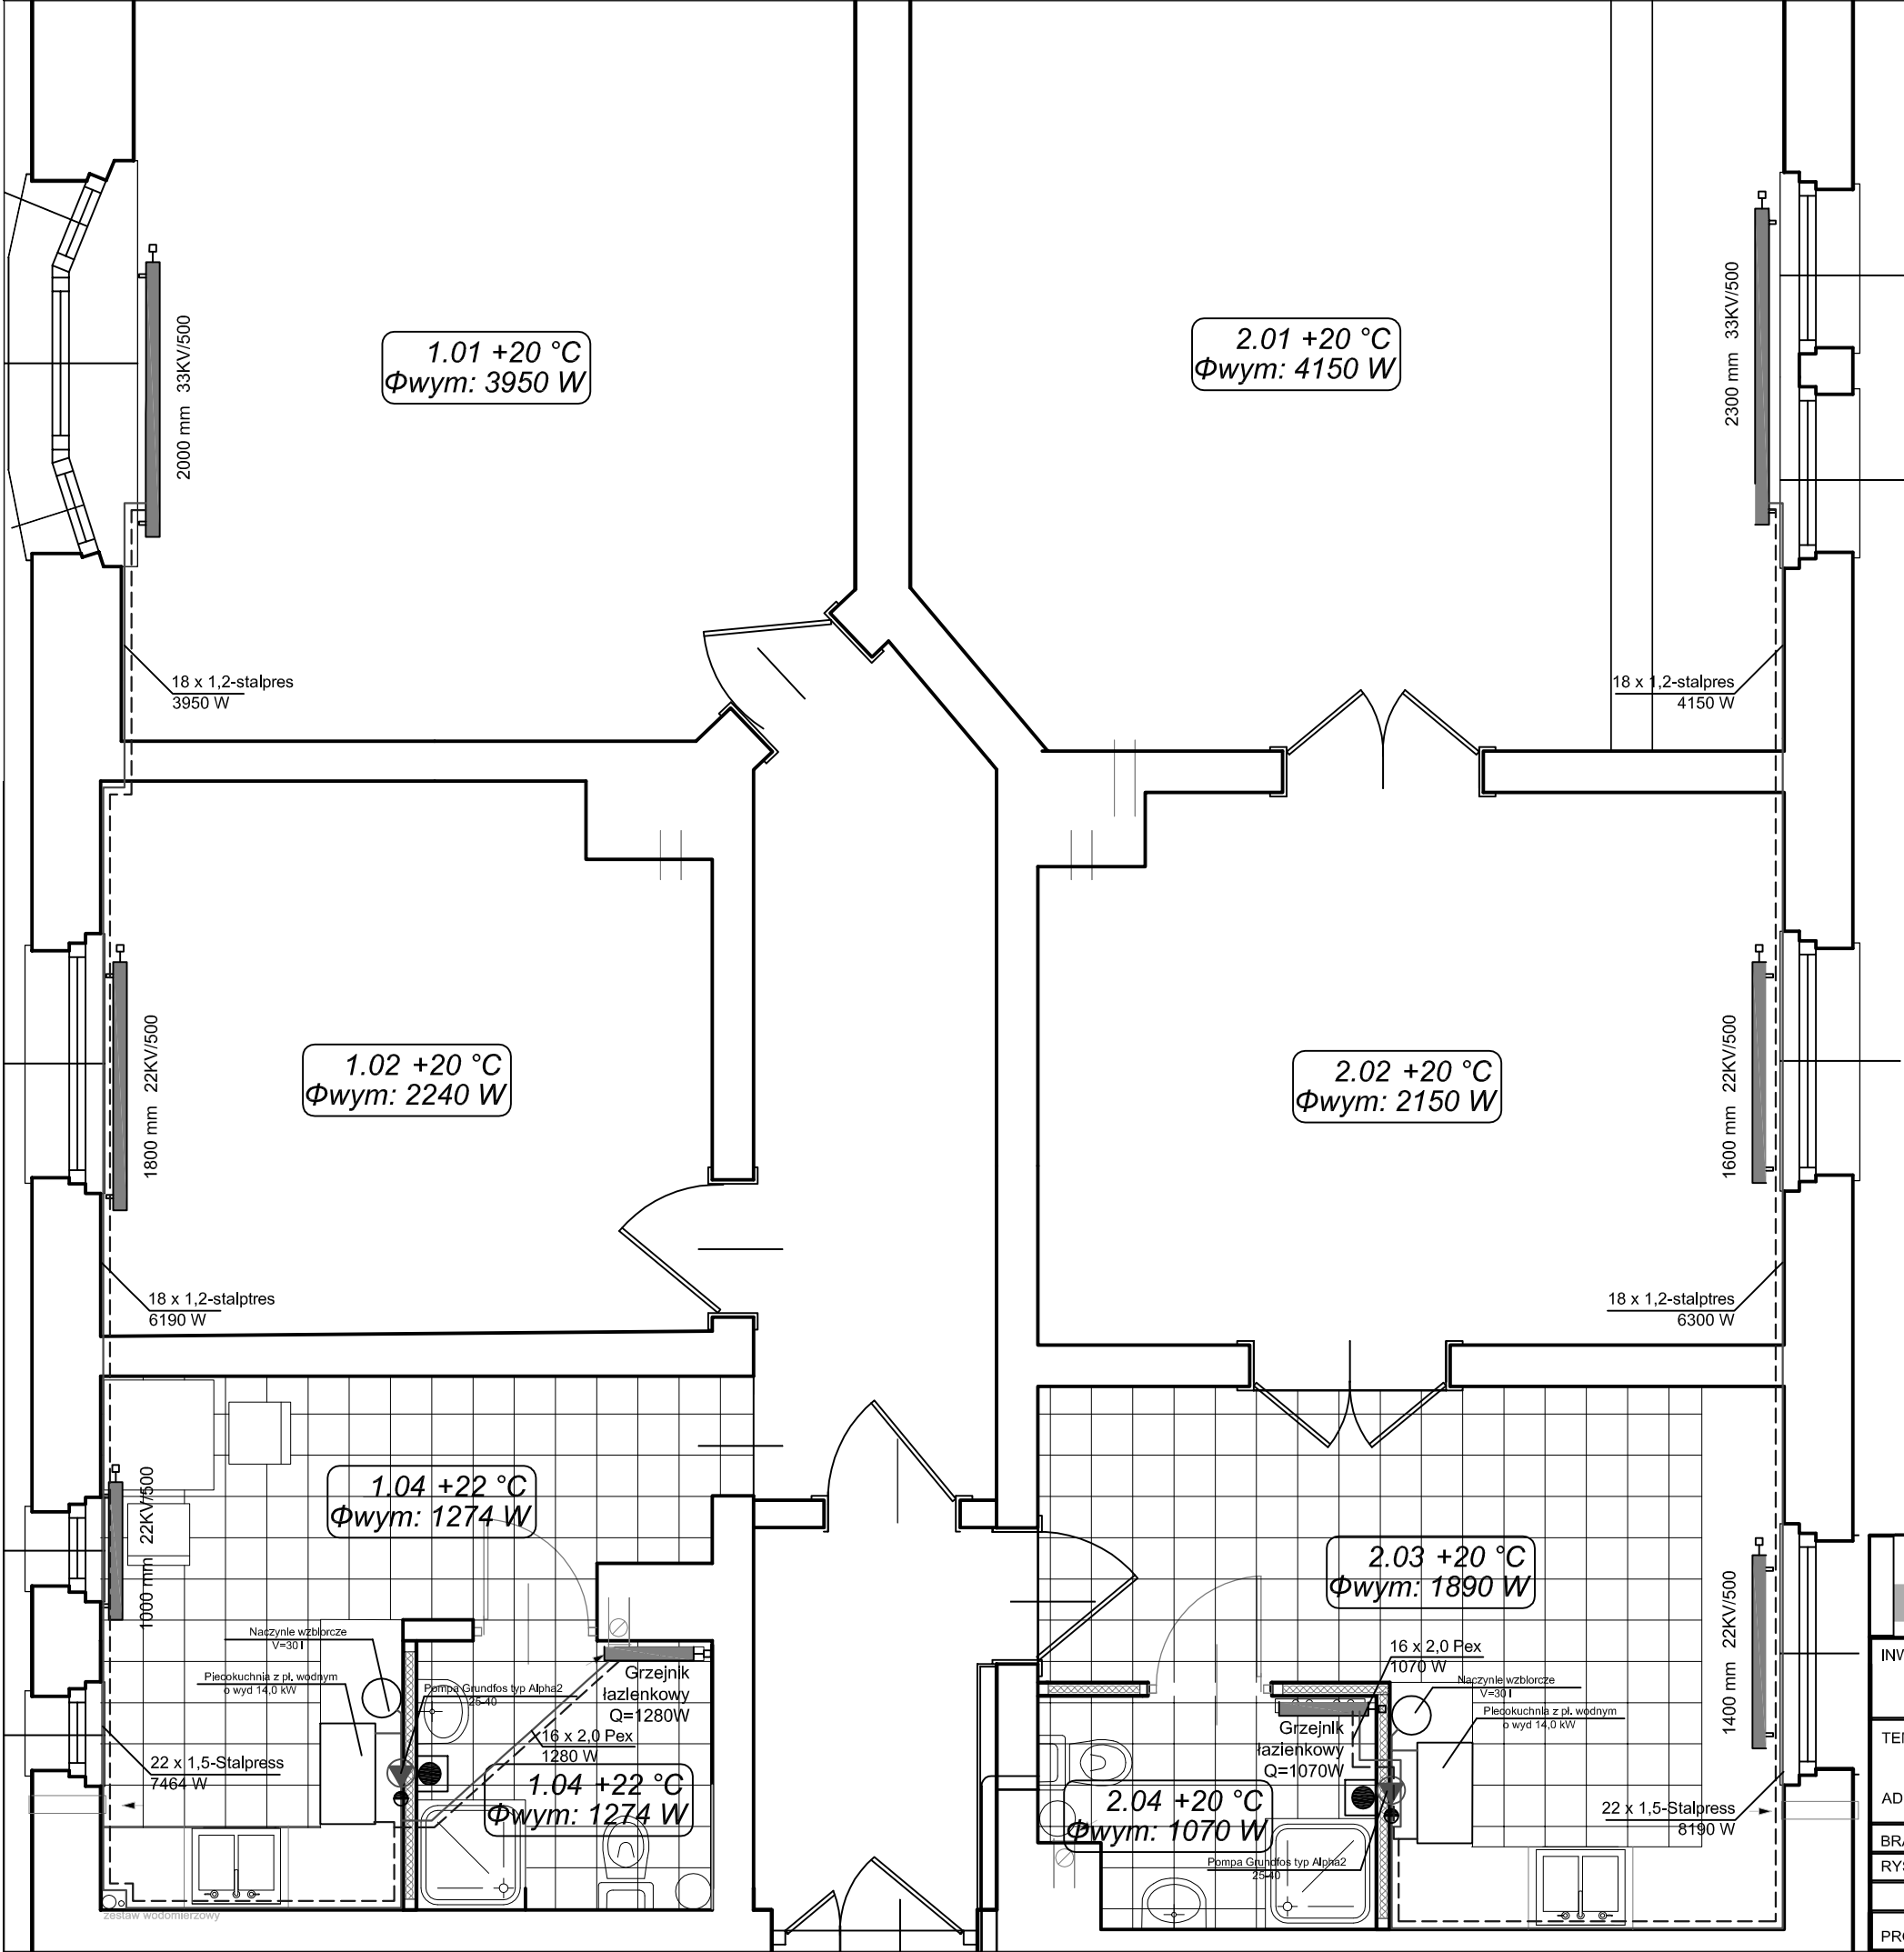 1.01 +20 °C
Φwym: 3950 W
2.01 +20 °C
Φwym: 4150 W
2000 mm 33KV/500
2300 mm 33KV/500
18 x 1,2-stalpres
3950 W
18 x 1,2-stalpres
4150 W
1.02 +20 °C
Φwym: 2240 W
2.02 +20 °C
Φwym: 2150 W
1800 mm 22KV/500
1600 mm 22KV/500
18 x 1,2-stalptres
6190 W
18 x 1,2-stalptres
6300 W
1.04 +22 °C
Φwym: 1274 W
1000 mm 22KV/500
2.03 +20 °C
Φwym: 1890 W
1400 mm 22KV/500
Naczynie wzbiorcze
V=30 l
Piecokuchnia z pł. wodnym
o wyd 14,0 kW
Pompa Grundfos typ Alpha2
25-40
Grzejnik
łazienkowy
Q=1280W
16 x 2,0 Pex
1280 W
1.04 +22 °C
Φwym: 1274 W
22 x 1,5-Stalpress
7464 W
zestaw wodomierzowy
16 x 2,0 Pex
1070 W
Naczynie wzbiorcze
V=30 l
Piecokuchnia z pł. wodnym
o wyd 14,0 kW
Grzejnik
łazienkowy
Q=1070W
2.04 +20 °C
Φwym: 1070 W
Pompa Grundfos typ Alpha2
25-40
22 x 1,5-Stalpress
8190 W